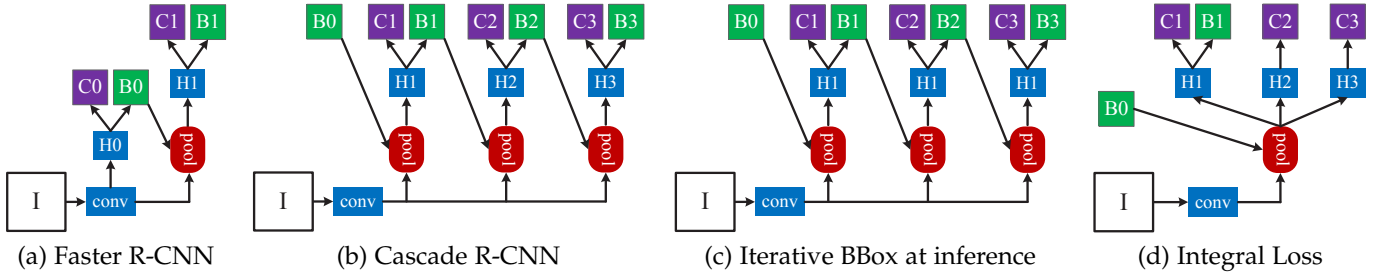 C1 B1
C0 B0 H1
H0 pool
I conv
(a) Faster R-CNN
B0 C1 B1 C2 B2 C3 B3
H1 H2 H3
pool pool pool
I conv
(b) Cascade R-CNN
B0 C1 B1 C2 B2 C3 B3
H1 H1 H1
pool pool pool
I conv
(c) Iterative BBox at inference
C1 B1 C2 C3
H1 H2 H3
B0 pool
I conv
(d) Integral Loss